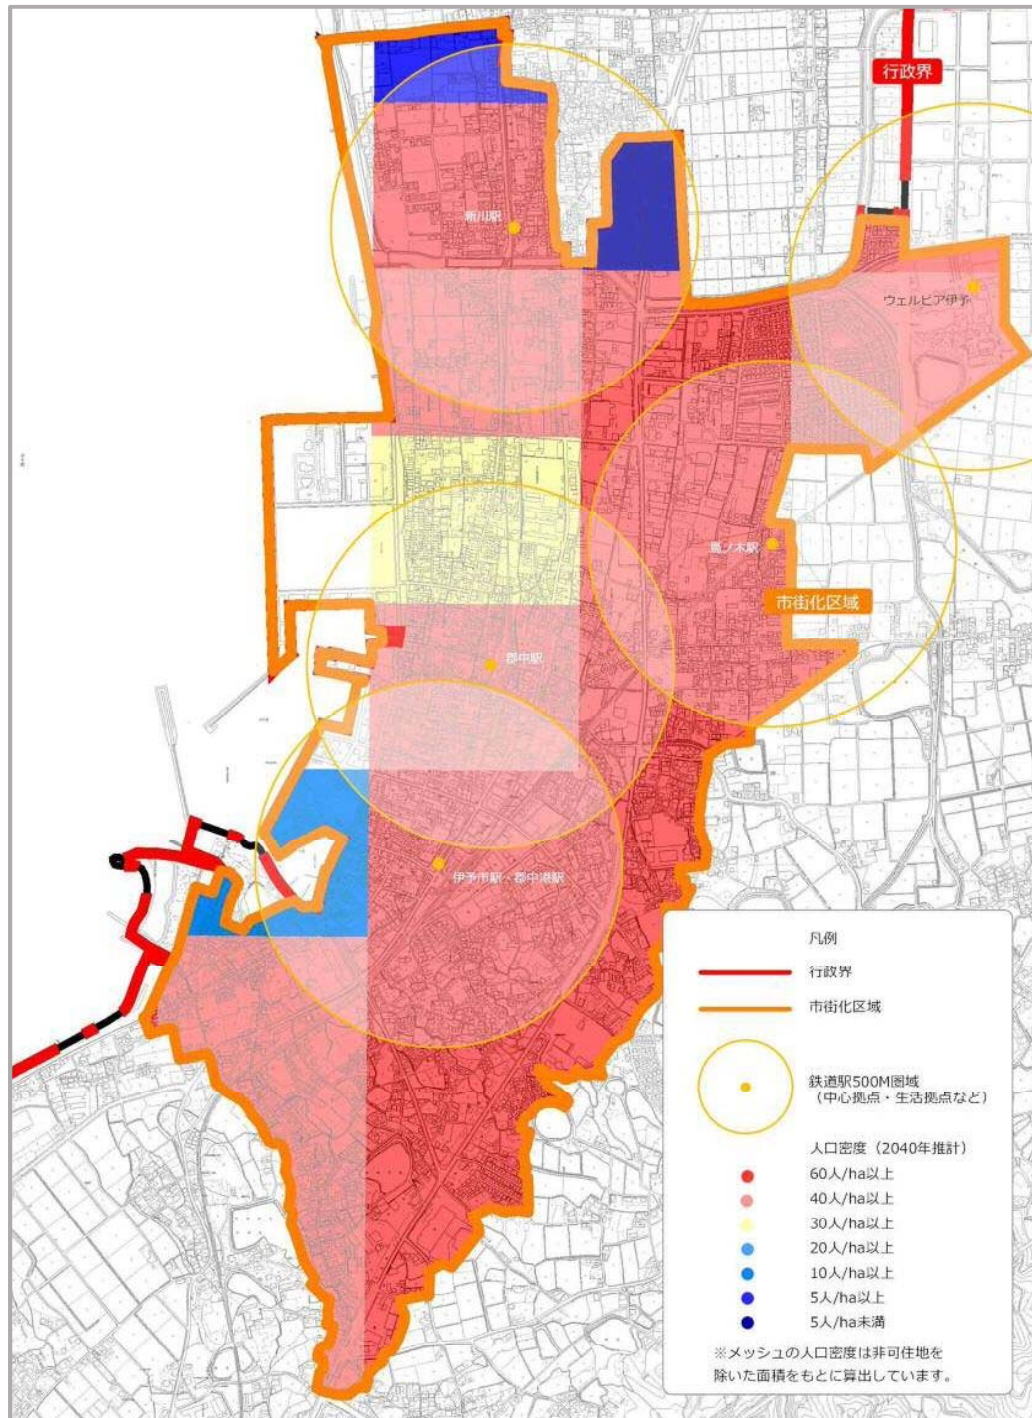 行政界
新川駅
ウェルピア伊予
鳥ノ木駅
市街化区域
郡中駅
伊予市駅・郡中港駅
凡例
行政界
市街化区域
鉄道駅500M圏域
(中心拠点・生活拠点など)
人口密度(2040年推計)
60人/ha以上
40人/ha以上
30人/ha以上
20人/ha以上
10人/ha以上
5人/ha以上
5人/ha未満
※メッシュの人口密度は非可住地を
除いた面積をもとに算出しています。